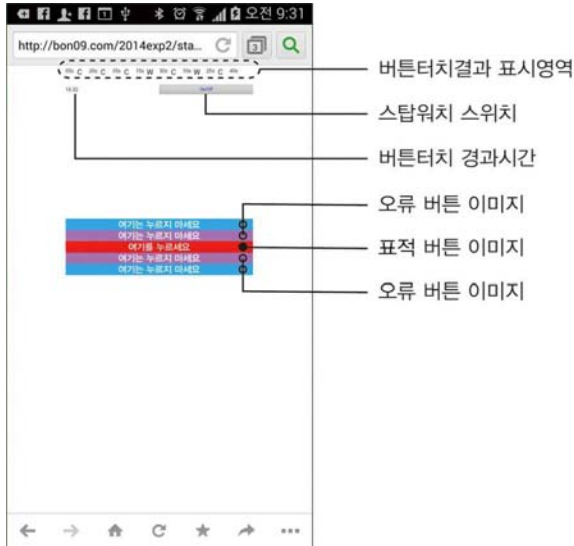 오전 9:31
http://bon09.com/2014exp2/sta...
3
버튼터치결과 표시영역
스탑워치 스위치
버튼터치 경과시간
오류 버튼 이미지
여기는 누르지 마세요
여기는 누르지 마세요
여기를 누르세요
표적 버튼 이미지
여기는 누르지 마세요
여기는 누르지 마세요
오류 버튼 이미지